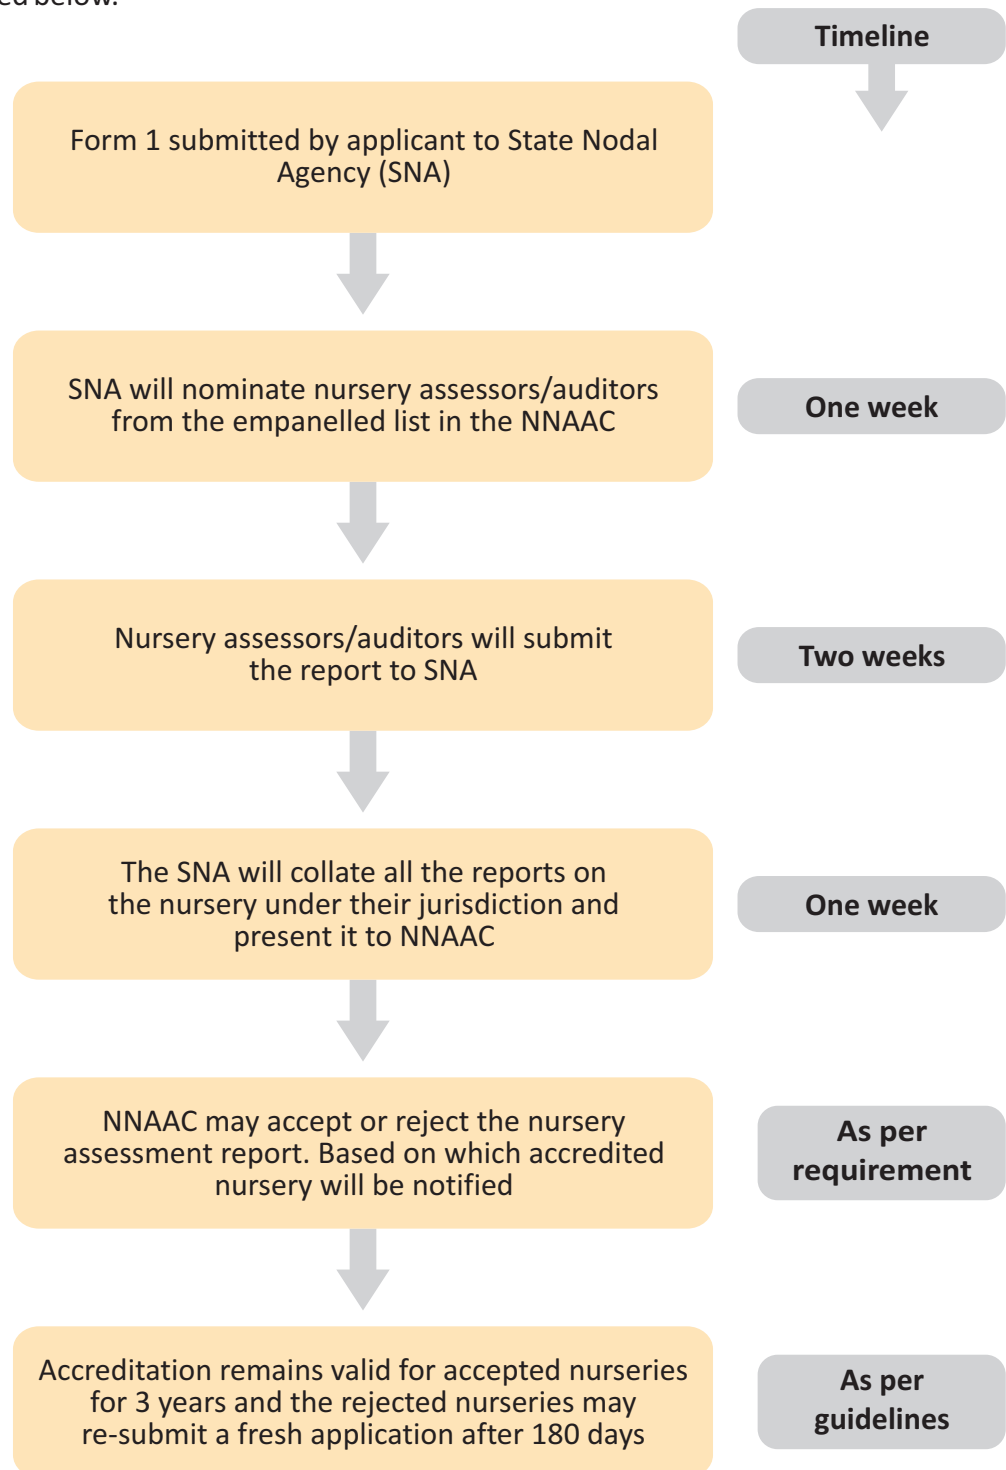 ed below.
Timeline
Form 1 submitted by applicant to State Nodal
Agency (SNA)
SNA will nominate nursery assessors/auditors
from the empanelled list in the NNAAC
One week
Nursery assessors/auditors will submit
the report to SNA
Two weeks
The SNA will collate all the reports on
the nursery under their jurisdiction and
present it to NNAAC
One week
NNAAC may accept or reject the nursery
assessment report. Based on which accredited
nursery will be notified
As per
requirement
Accreditation remains valid for accepted nurseries
for 3 years and the rejected nurseries may
re-submit a fresh application after 180 days
As per
guidelines